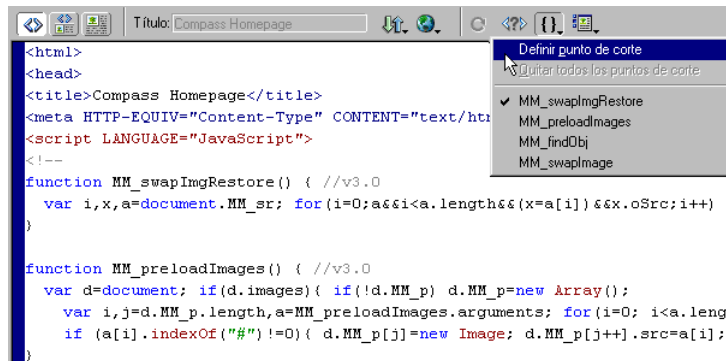 Título: Compass Homepage
Definir punto de corte
Quitar todos los puntos de corte
MM_swapImgRestore
MM_preloadImages
MM_findObj
MM_swapImage
<html>
<head>
<title>Compass Homepage</title>
<meta HTTP-EQUIV="Content-Type" CONTENT="text/htm
<script LANGUAGE="JavaScript">
<!--
function MM_swapImgRestore() { //v3.0
var i,x,a=document.MM_sr; for(i=0;a&&i<a.length&&(x=a[i])&&x.oSrc;i++)
}
function MM_preloadImages() { //v3.0
var d=document; if(d.images){ if(!d.MM_p) d.MM_p=new Array();
var i,j=d.MM_p.length,a=MM_preloadImages.arguments; for(i=0; i<a.leng
if (a[i].indexOf("#")!=0){ d.MM_p[j]=new Image; d.MM_p[j++].src=a[i];
}